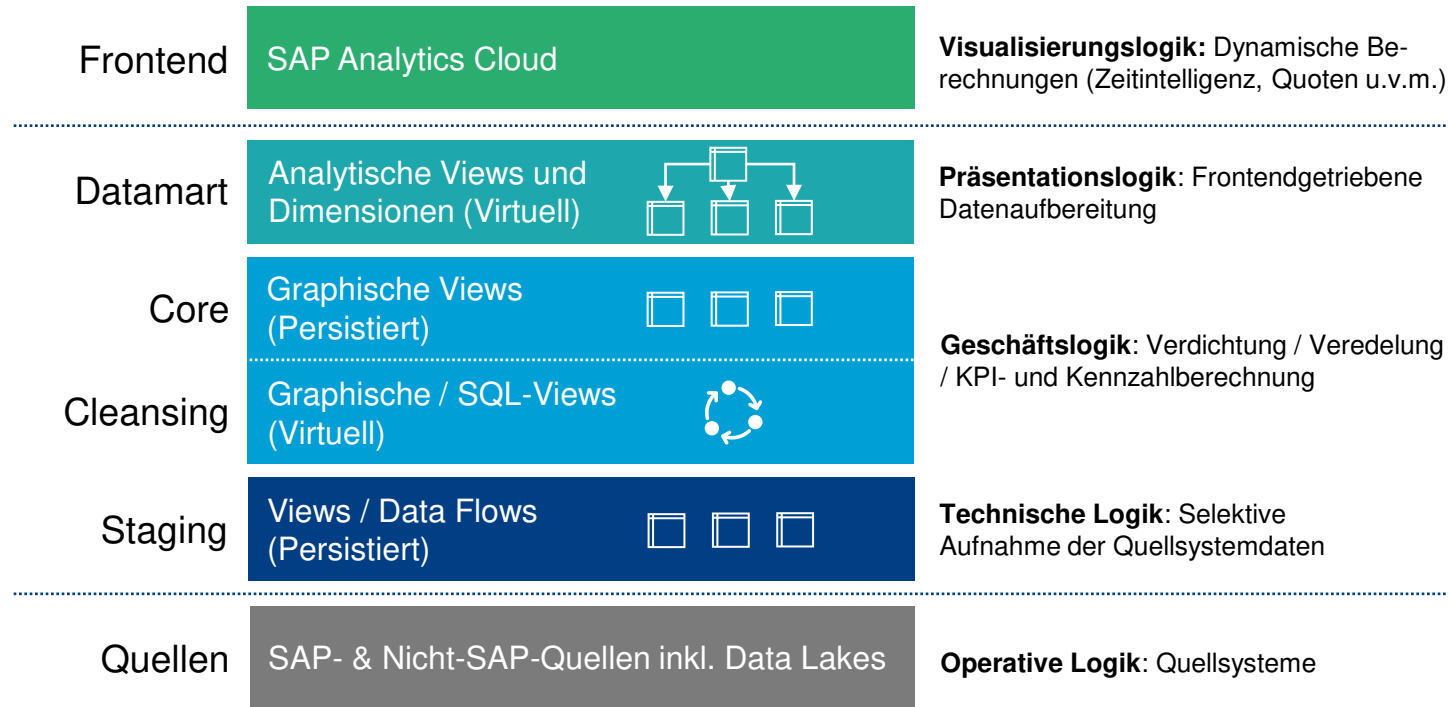 Frontend
SAP Analytics Cloud
Visualisierungslogik: Dynamische Be-
rechnungen (Zeitintelligenz, Quoten u.v.m.)
Datamart
Analytische Views und
Dimensionen (Virtuell)
Präsentationslogik: Frontendgetriebene
Datenaufbereitung
Core
Graphische Views
(Persistiert)
Geschäftslogik: Verdichtung / Veredelung
/ KPI- und Kennzahlberechnung
Cleansing
Graphische / SQL-Views
(Virtuell)
Staging
Views / Data Flows
(Persistiert)
Technische Logik: Selektive
Aufnahme der Quellsystemdaten
Quellen
SAP- & Nicht-SAP-Quellen inkl. Data Lakes
Operative Logik: Quellsysteme